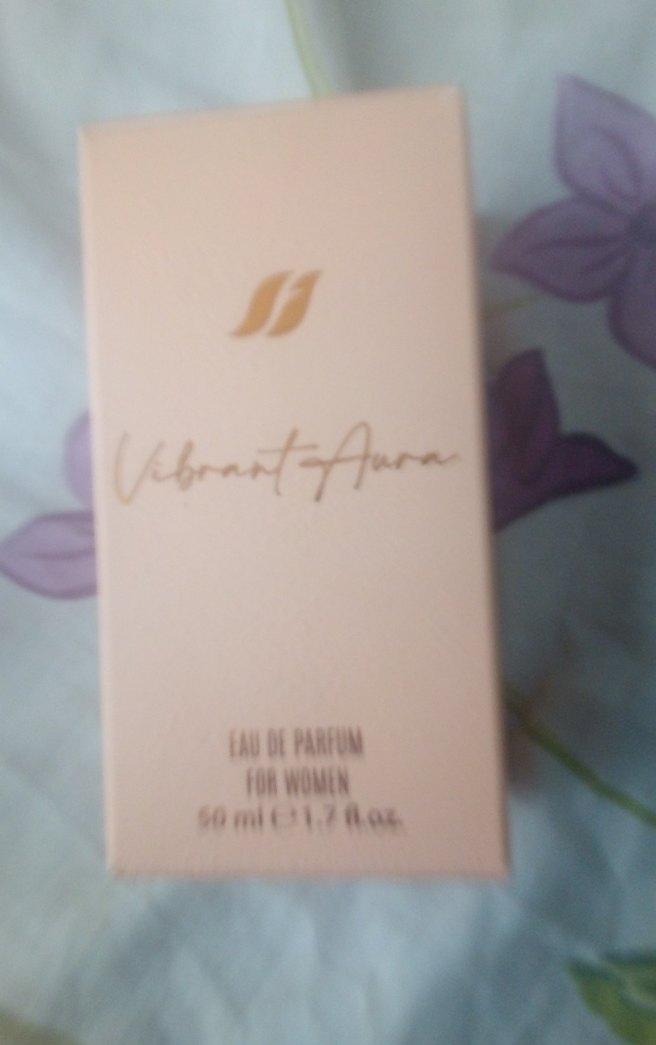 Vibrant Aura
EAU DE PARFUM
FOR WOMEN
50 ml ℮ 1.7 fl.oz.